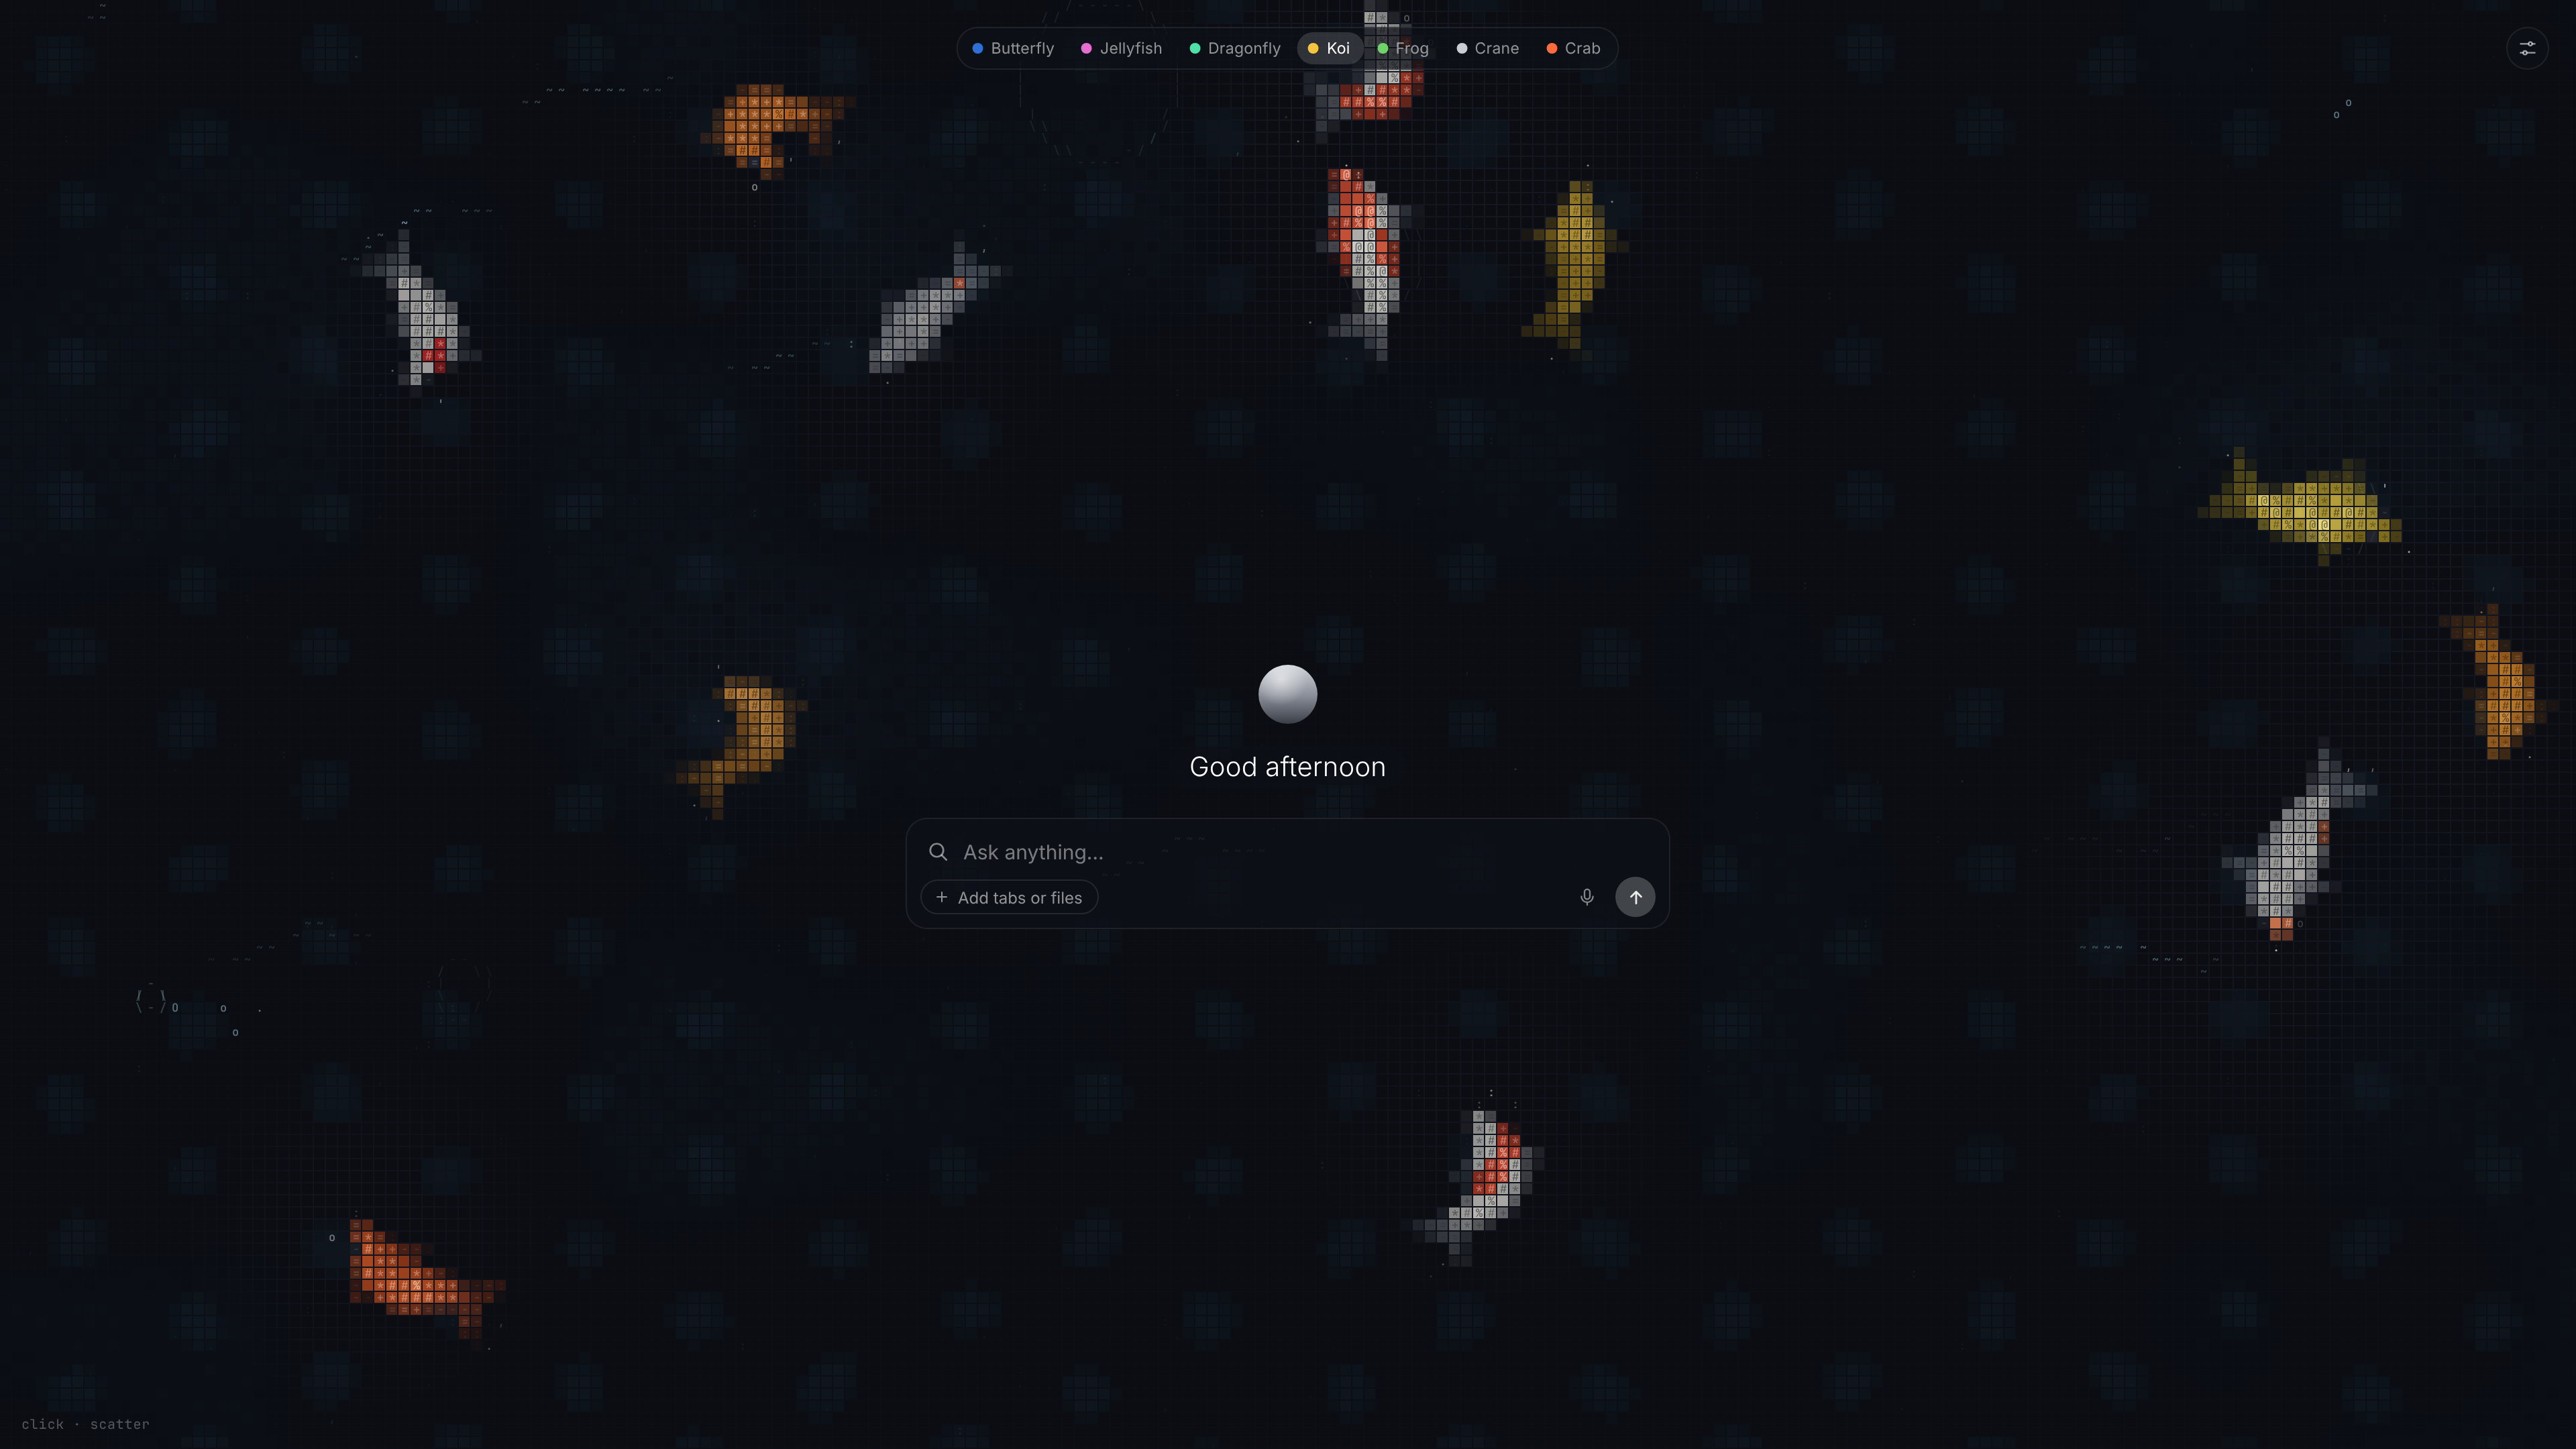 Butterfly Jellyfish Dragonfly Koi Frog Crane Crab
Good afternoon
Ask anything...
+ Add tabs or files
click · scatter